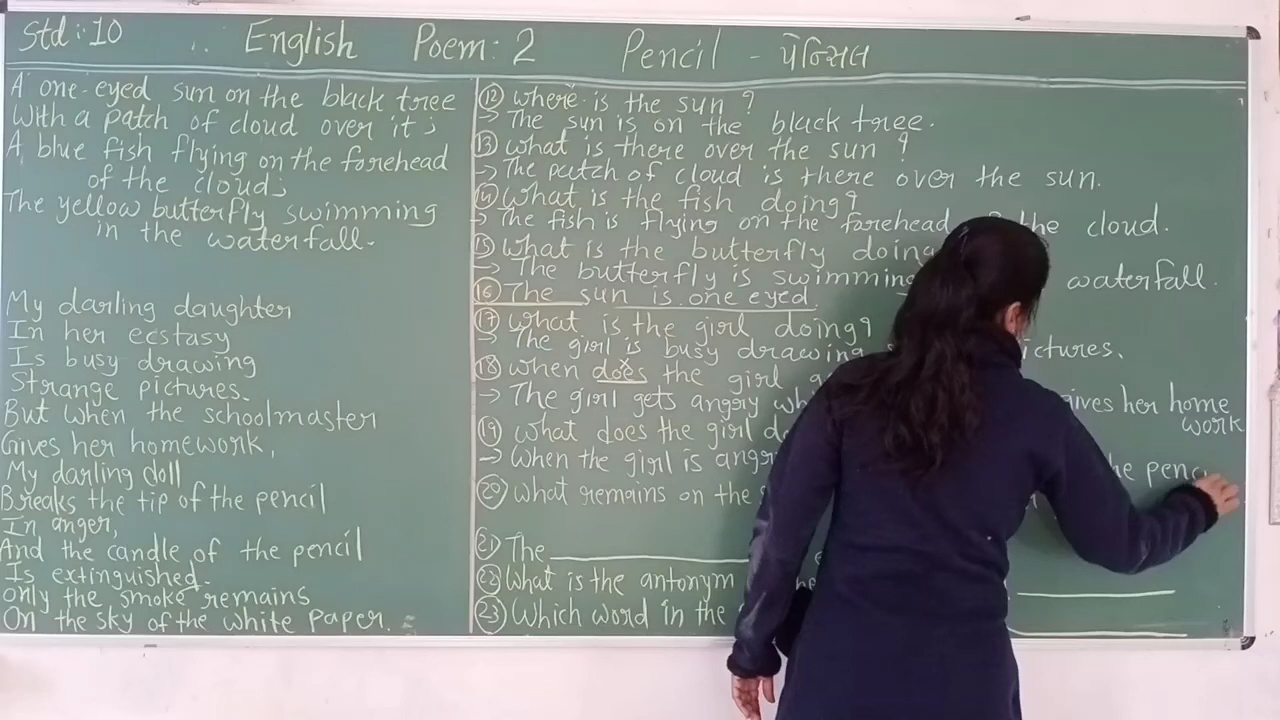 Std: 10 English Poem: 2 Pencil - પેન્સિલ
A one-eyed sun on the black tree
With a patch of cloud over it;
A blue fish flying on the forehead
of the cloud;
The yellow butterfly swimming
in the waterfall.
My darling daughter
In her ecstasy
Is busy drawing
Strange pictures.
But when the schoolmaster
Gives her homework,
My darling doll
Breaks the tip of the pencil
In anger,
And the candle of the pencil
Is extinguished.
only the smoke remains
On the sky of the white paper.
(12) where is the sun ?
→ The sun is on the black tree.
(13) what is there over the sun ?
→ The patch of cloud is there over the sun.
(14) What is the fish doing?
→ The fish is flying on the forehead the cloud.
(15) What is the butterfly doing
→ The butterfly is swimming waterfall.
(16) The sun is one eyed.
(17) what is the girl doing?
→ The girl is busy drawing pictures.
(18) when does the girl
→ The girl gets angry gives her home
work
(19) what does the girl
→ When the girl is angry the
(20) what remains on the
(21) The ____________
(22) What is the antonym ____________
(23) Which word in the ____________